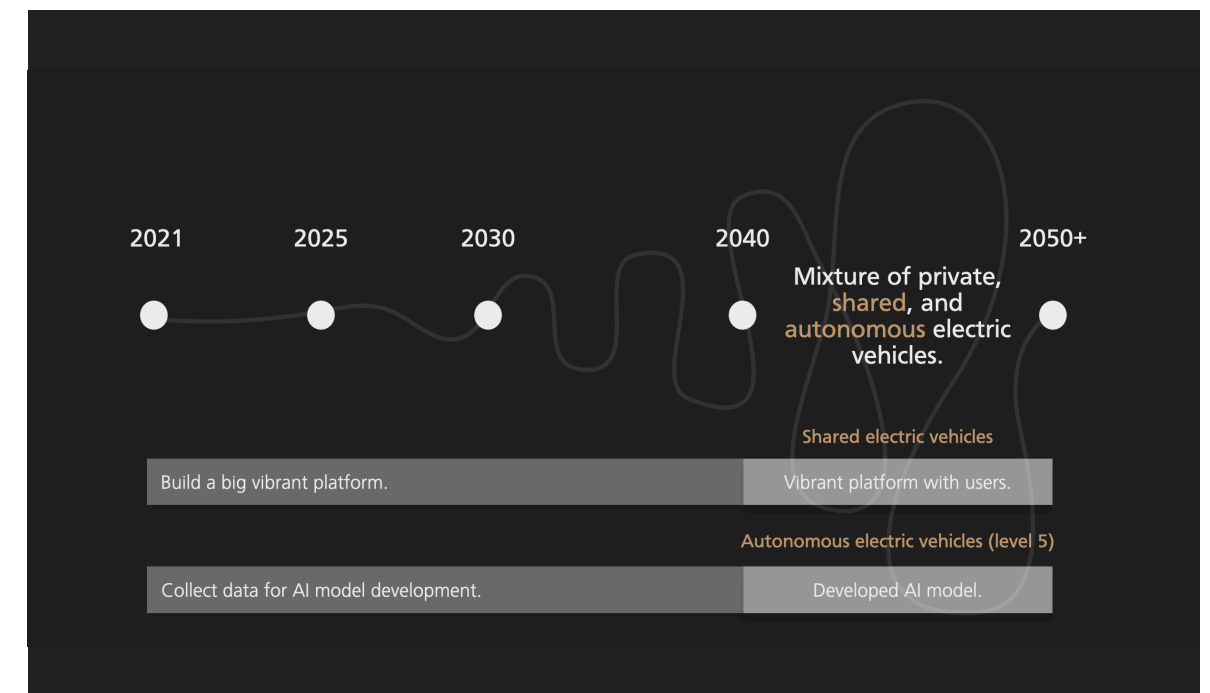 2021
2025
2030
2040
2050+
Mixture of private,
shared, and
autonomous electric
vehicles.
Shared electric vehicles
Build a big vibrant platform.
Vibrant platform with users.
Autonomous electric vehicles (level 5)
Collect data for AI model development.
Developed AI model.